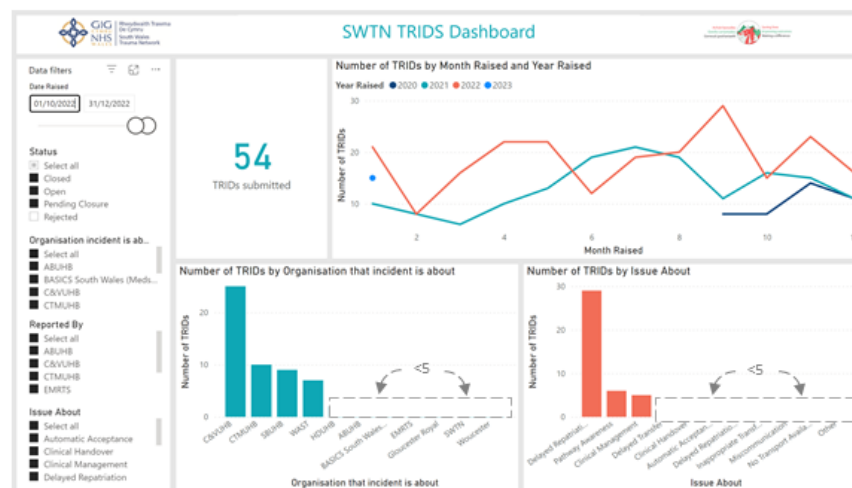 GIG
CYMRU
NHS
WALES
Rhwydwaith Trauma
De Cymru
South Wales
Trauma Network
SWTN TRIDS Dashboard
Data filters
Date Raised
01/10/2022
31/12/2022
Status
Select all
Closed
Open
Pending Closure
Rejected
Organisation incident is ab...
Select all
ABUHB
BASICS South Wales (Meds...
C&VUHB
CTMUHB
Reported By
Select all
ABUHB
C&VUHB
CTMUHB
EMRTS
Issue About
Select all
Automatic Acceptance
Clinical Handover
Clinical Management
Delayed Repatriation
54
TRIDs submitted
Number of TRIDs by Month Raised and Year Raised
Year Raised 2020 2021 2022 2023
Number of TRIDs
30
20
10
2 4 6 8 10
Month Raised
Number of TRIDs by Organisation that incident is about
Number of TRIDs
20
10
0
<5
C&VUHB
CTMUHB
SBUHB
WAST
HDUHB
ABUHB
BASICS South Wales...
EMRTS
Gloucester Royal
SWTN
Woucester
Organisation that incident is about
Number of TRIDs by Issue About
Number of TRIDs
30
20
10
0
<5
Delayed Repatriat...
Pathway Awareness
Clinical Management
Delayed Transfer
Clinical Handover
Automatic Acceptan...
Delayed Repatriatio...
Inappropriate Transf...
Miscommunication
No Transport Availa...
Other
Issue About